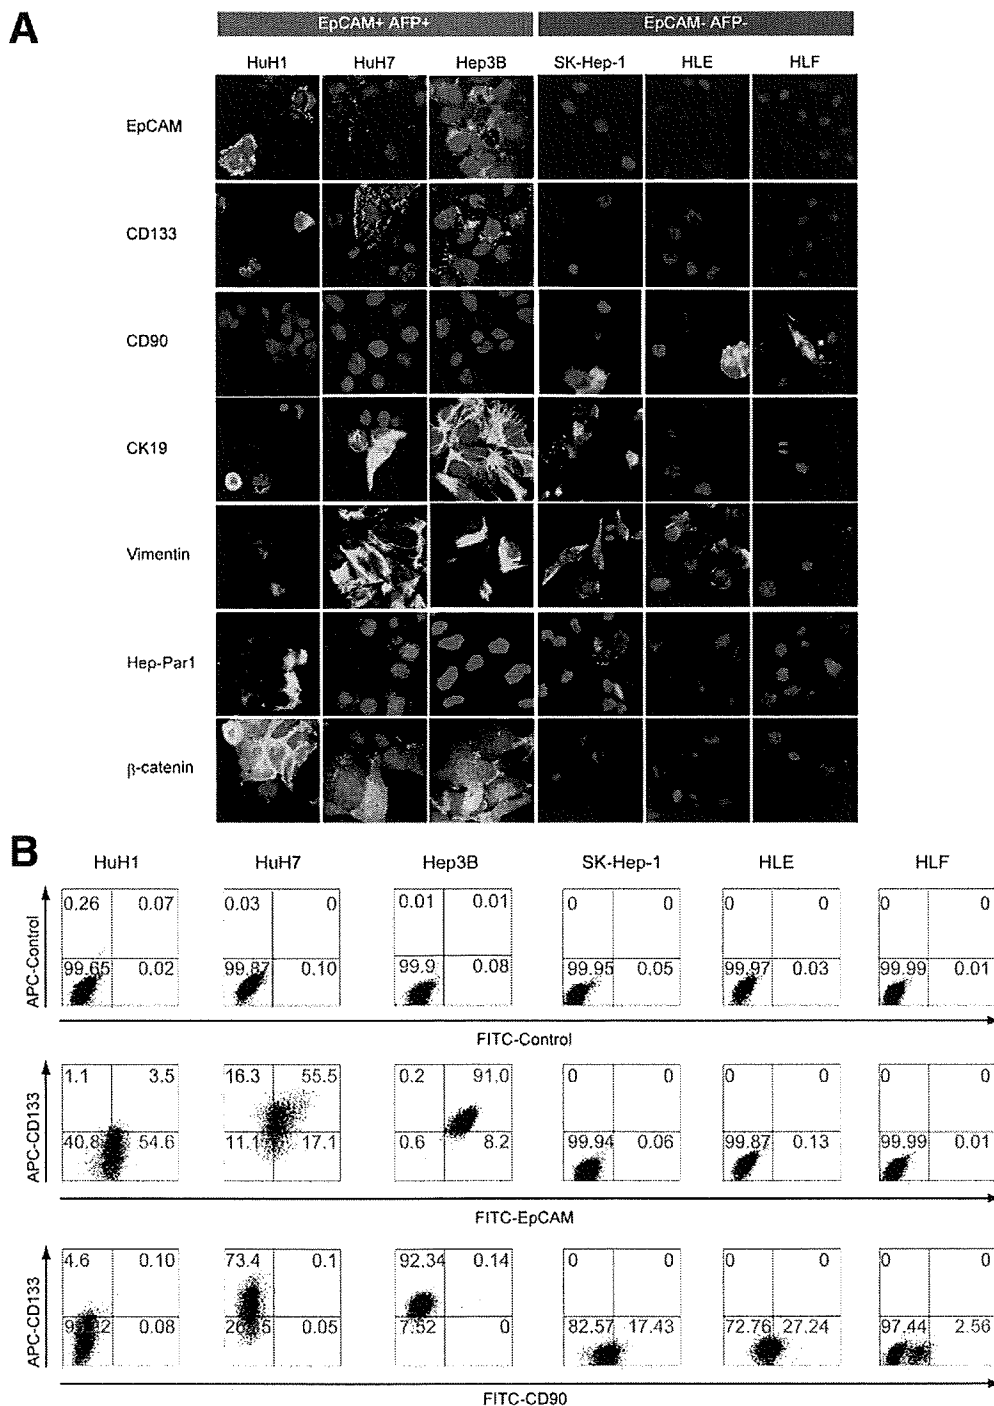 A
EpCAM+ AFP+ EpCAM- AFP-
HuH1 HuH7 Hep3B SK-Hep-1 HLE HLF
EpCAM
CD133
CD90
CK19
Vimentin
Hep-Par1
β-catenin
B
HuH1 HuH7 Hep3B SK-Hep-1 HLE HLF
APC-Control
0.26 0.07 0.03 0 0.01 0.01 0 0 0 0 0 0
99.65 0.02 99.87 0.10 99.9 0.08 99.95 0.05 99.97 0.03 99.99 0.01
FITC-Control
APC-CD133
1.1 3.5 16.3 55.5 0.2 91.0 0 0 0 0 0 0
40.8 54.6 11.1 17.1 0.6 8.2 99.94 0.06 99.87 0.13 99.99 0.01
FITC-EpCAM
APC-CD133
4.6 0.10 73.4 0.1 92.34 0.14 0 0 0 0 0 0
0.08 0.05 7.52 0 82.57 17.43 72.76 27.24 97.44 2.56
FITC-CD90